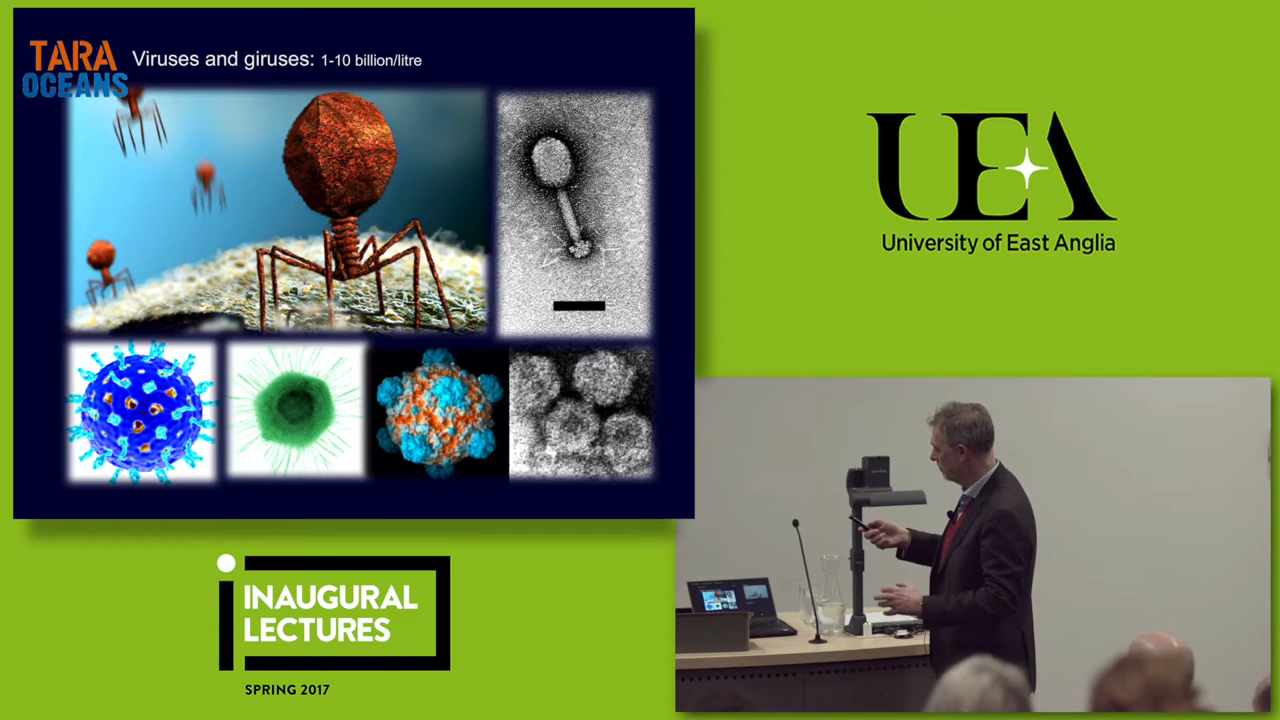 TARA
OCEANS
Viruses and giruses: 1-10 billion/litre
UEA
University of East Anglia
INAUGURAL
LECTURES
SPRING 2017